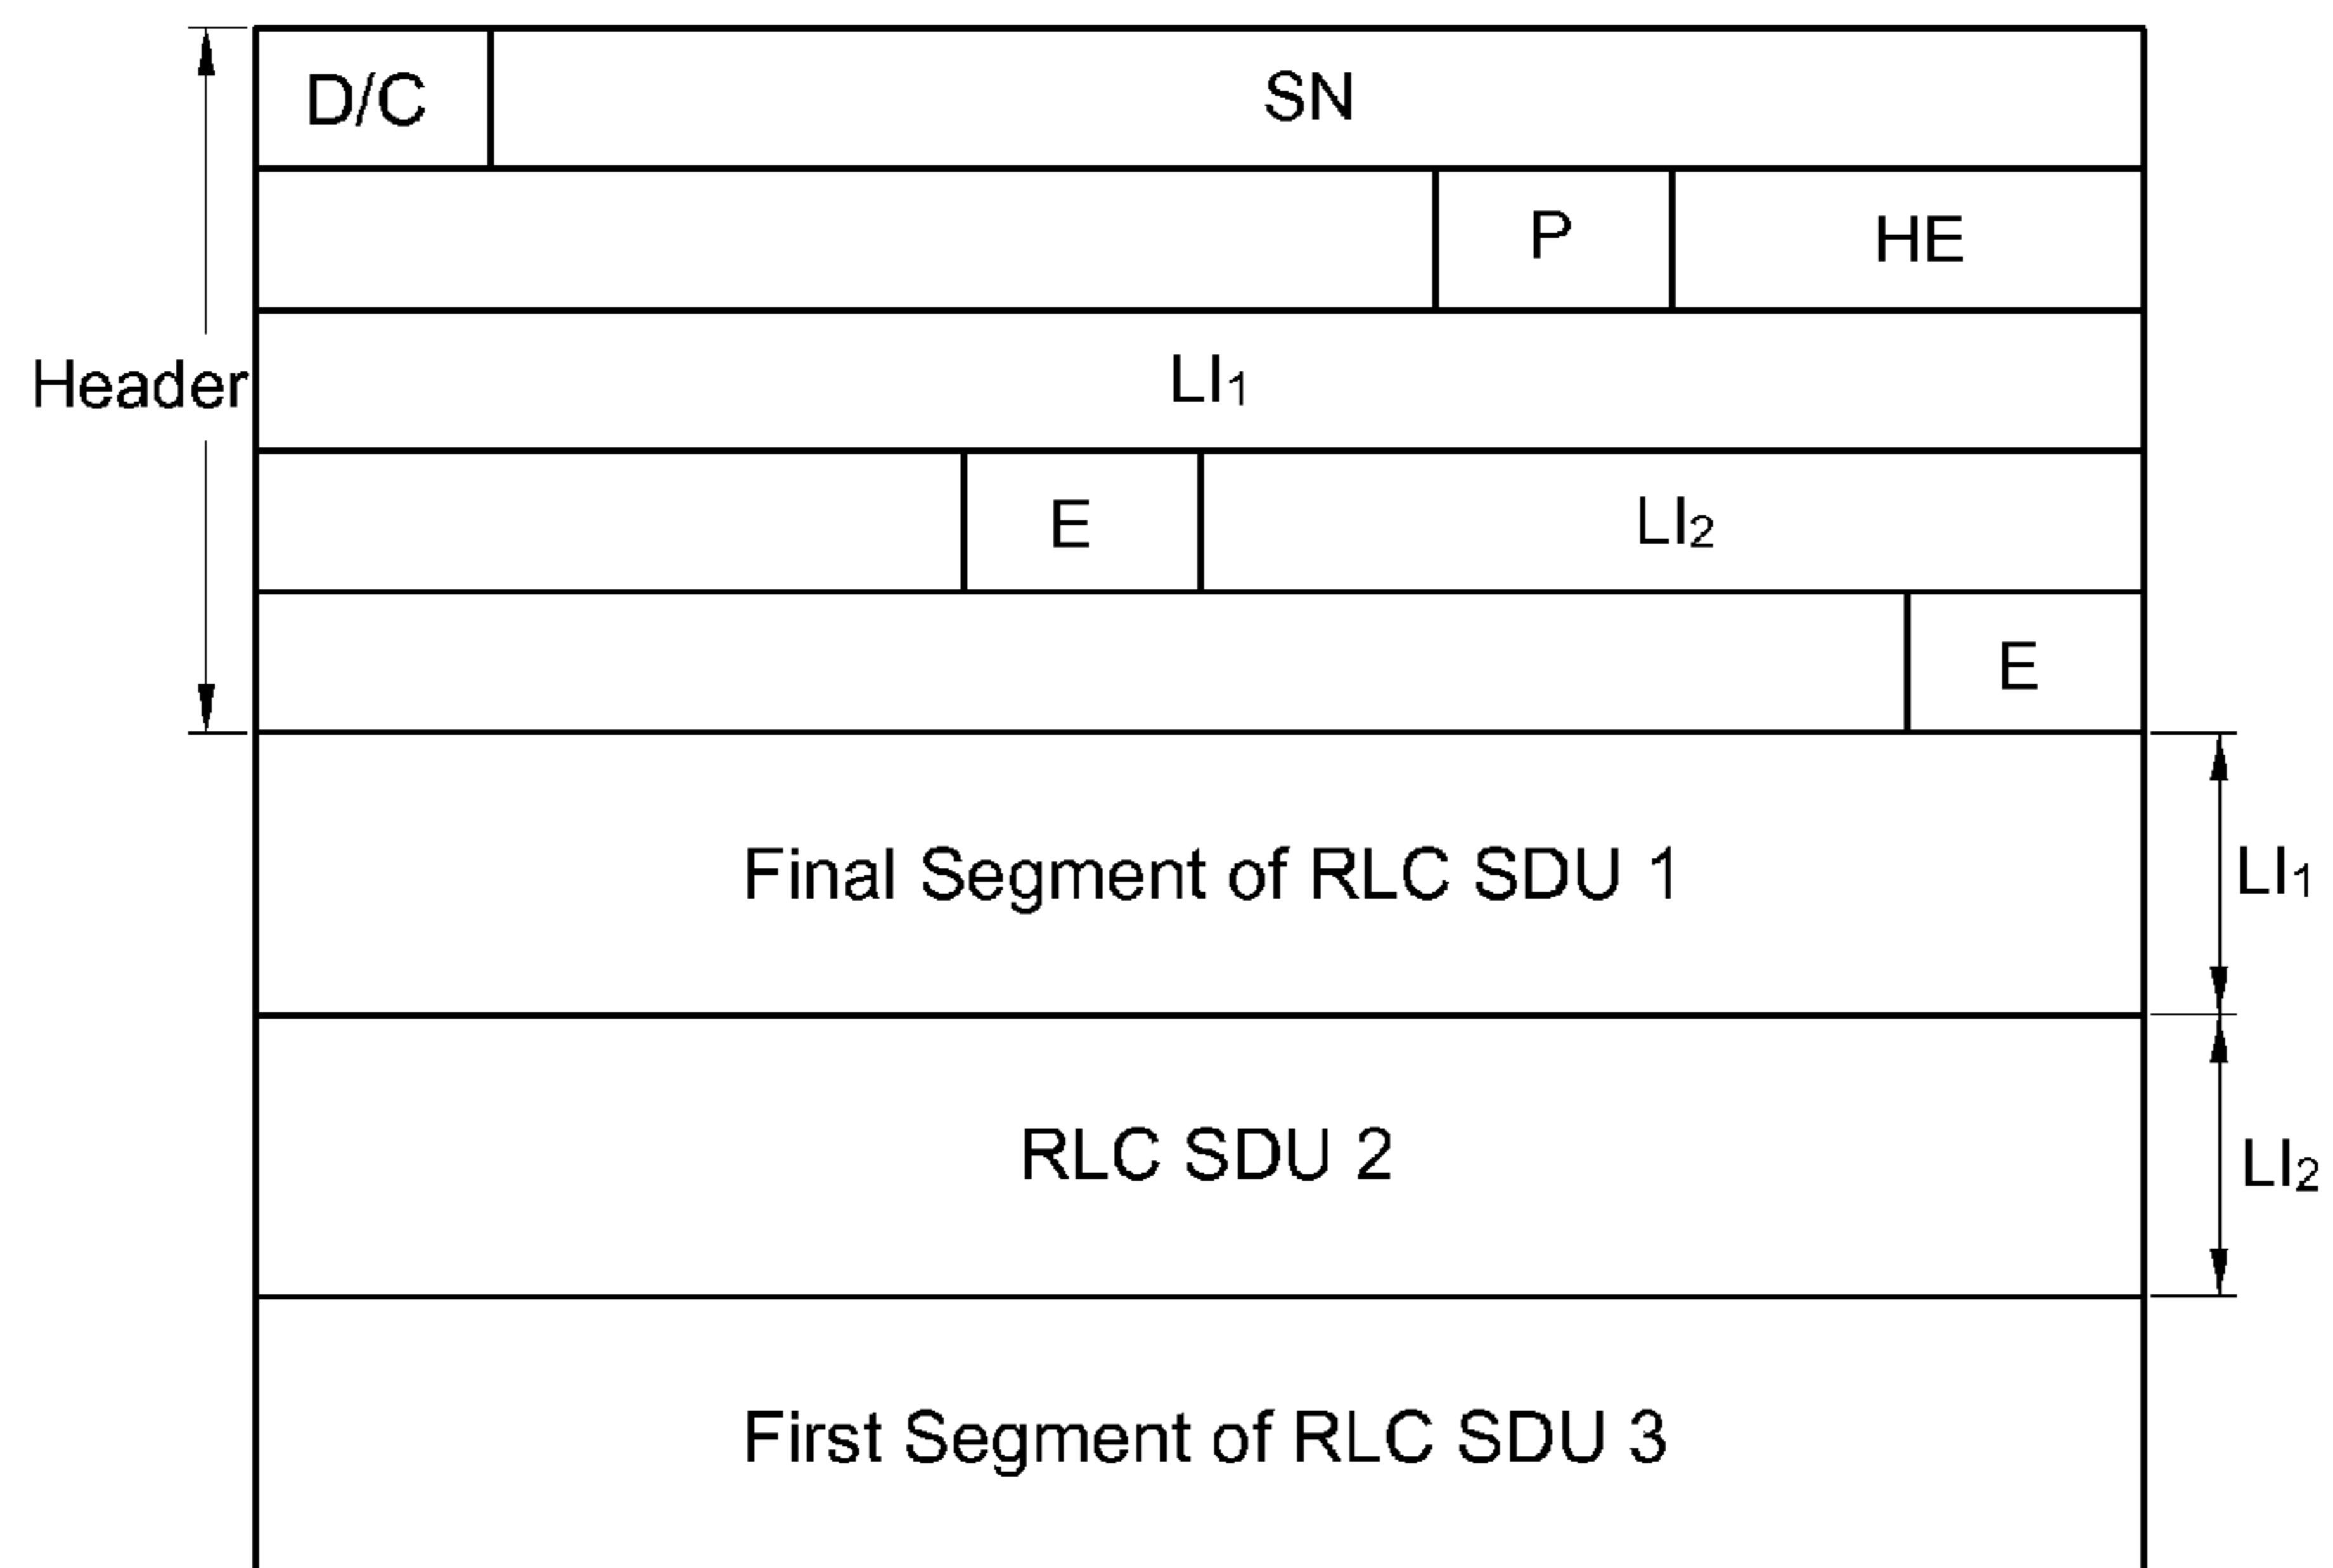 D/C SN
P HE
Header
LI1
E LI2
E
Final Segment of RLC SDU 1
LI1
RLC SDU 2
LI2
First Segment of RLC SDU 3